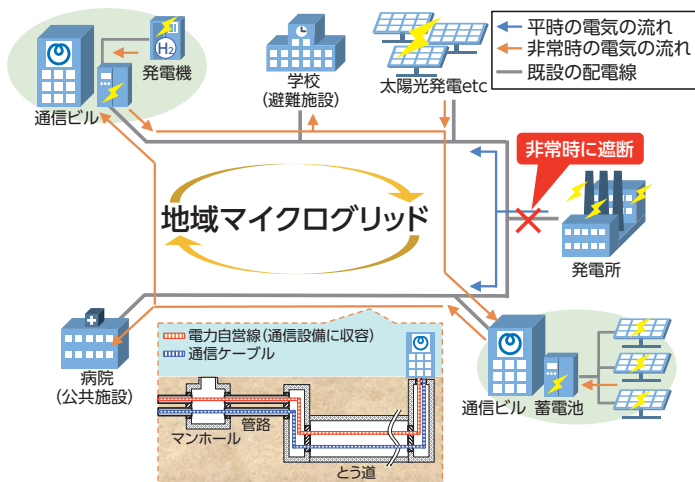 平時の電気の流れ
非常時の電気の流れ
既設の配電線
H₂
発電機
通信ビル
学校
(避難施設)
太陽光発電etc
非常時に遮断
発電所
地域マイクログリッド
病院
(公共施設)
電力自営線(通信設備に収容)
通信ケーブル
マンホール
管路
とう道
通信ビル
蓄電池